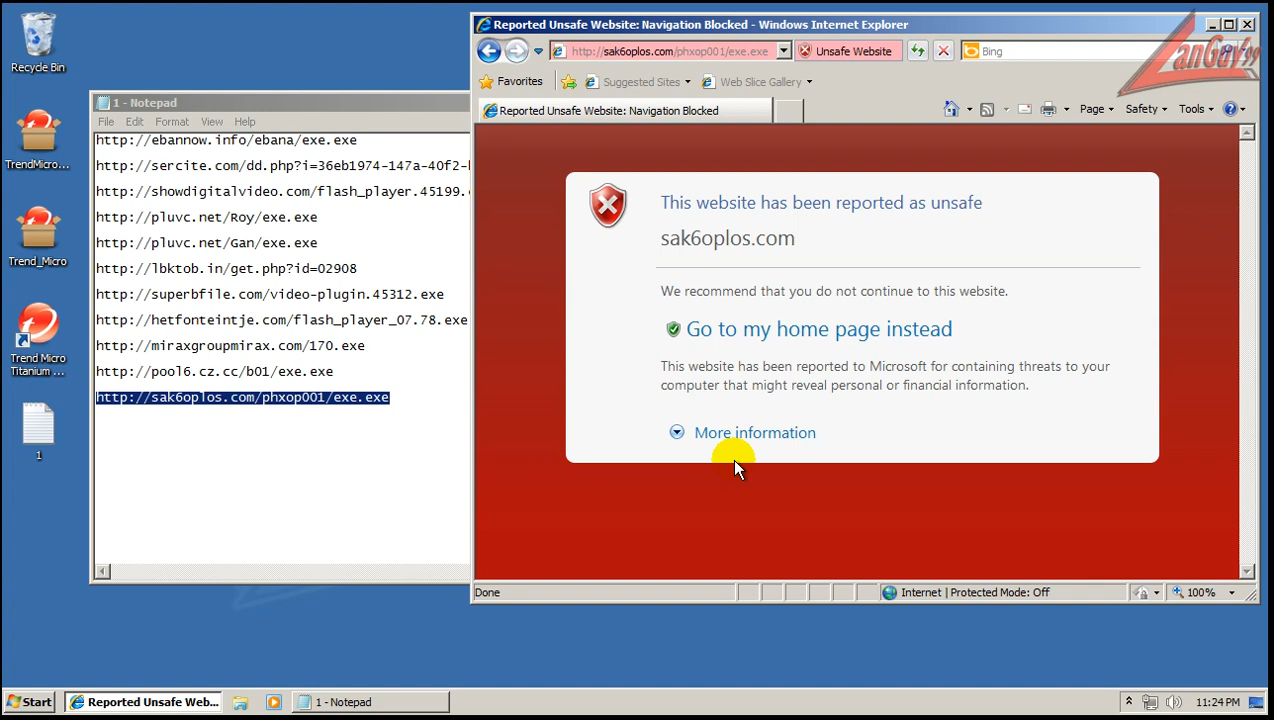 Recycle Bin
TrendMicro...
Trend_Micro
Trend Micro
Titanium ...
1
1 - Notepad
File Edit Format View Help
http://ebannow.info/ebana/exe.exe
http://sercite.com/dd.php?i=36eb1974-147a-40f2-
http://showdigitalvideo.com/flash_player.45199.
http://pluvc.net/Roy/exe.exe
http://pluvc.net/Gan/exe.exe
http://lbktob.in/get.php?id=02908
http://superbfile.com/video-plugin.45312.exe
http://hetfonteintje.com/flash_player_07.78.exe
http://miraxgroupmirax.com/170.exe
http://pool6.cz.cc/b01/exe.exe
http://sak6oplos.com/phxop001/exe.exe
Reported Unsafe Website: Navigation Blocked - Windows Internet Explorer
http://sak6oplos.com/phxop001/exe.exe Unsafe Website Bing
Favorites Suggested Sites Web Slice Gallery
Reported Unsafe Website: Navigation Blocked Page Safety Tools
This website has been reported as unsafe
sak6oplos.com
We recommend that you do not continue to this website.
Go to my home page instead
This website has been reported to Microsoft for containing threats to your
computer that might reveal personal or financial information.
More information
Done Internet | Protected Mode: Off 100%
Start Reported Unsafe Web... 1 - Notepad 11:24 PM